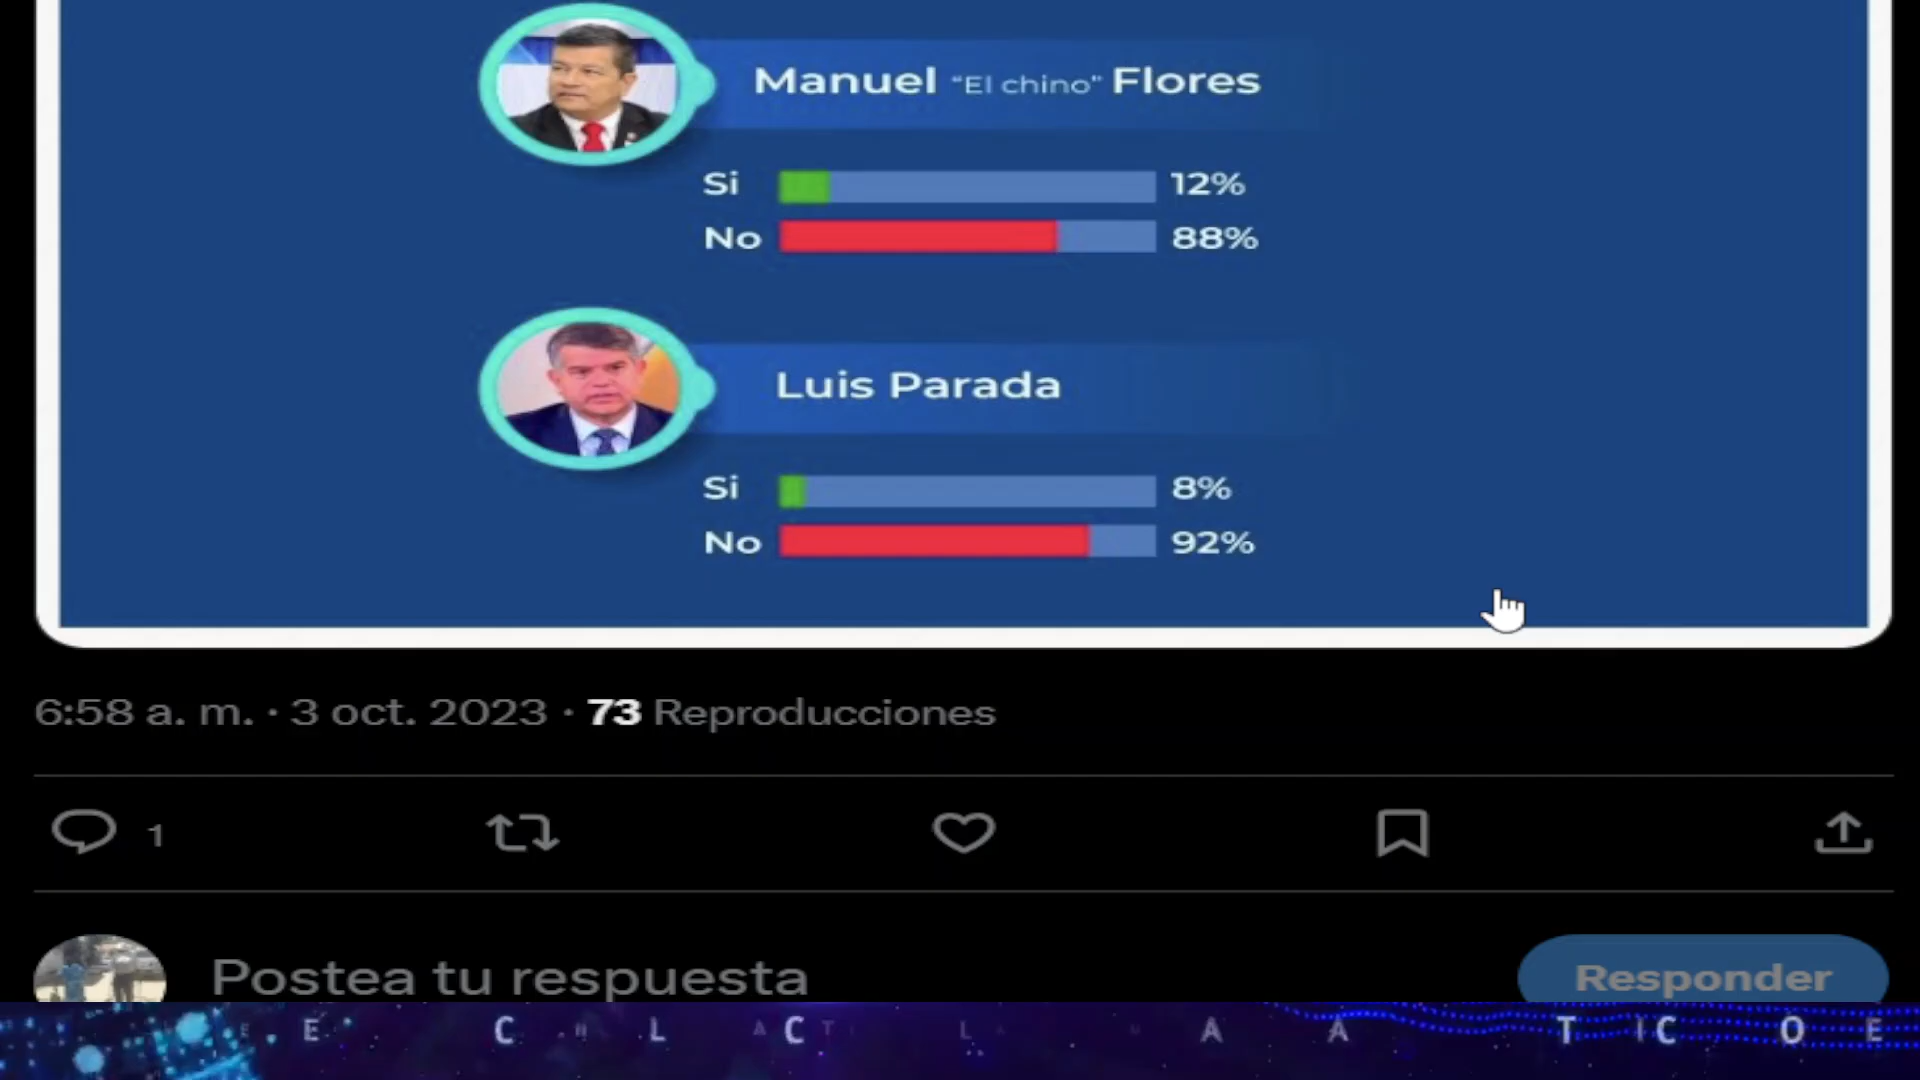 Manuel "El chino" Flores
Si 12%
No 88%
Luis Parada
Si 8%
No 92%
6:58 a. m. · 3 oct. 2023 · 73 Reproducciones
1
Postea tu respuesta
Responder
E C L A C T L A A T I C O E